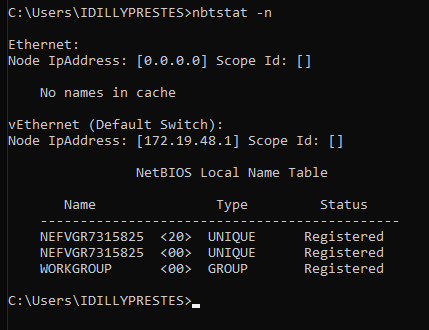 C:\Users\IDILLYPRESTES>nbtstat -n
Ethernet:
Node IpAddress: [0.0.0.0] Scope Id: []
No names in cache
vEthernet (Default Switch):
Node IpAddress: [172.19.48.1] Scope Id: []
NetBIOS Local Name Table
Name Type Status
---------------------------------------------
NEFVGR7315825 <20> UNIQUE Registered
NEFVGR7315825 <00> UNIQUE Registered
WORKGROUP <00> GROUP Registered
C:\Users\IDILLYPRESTES>